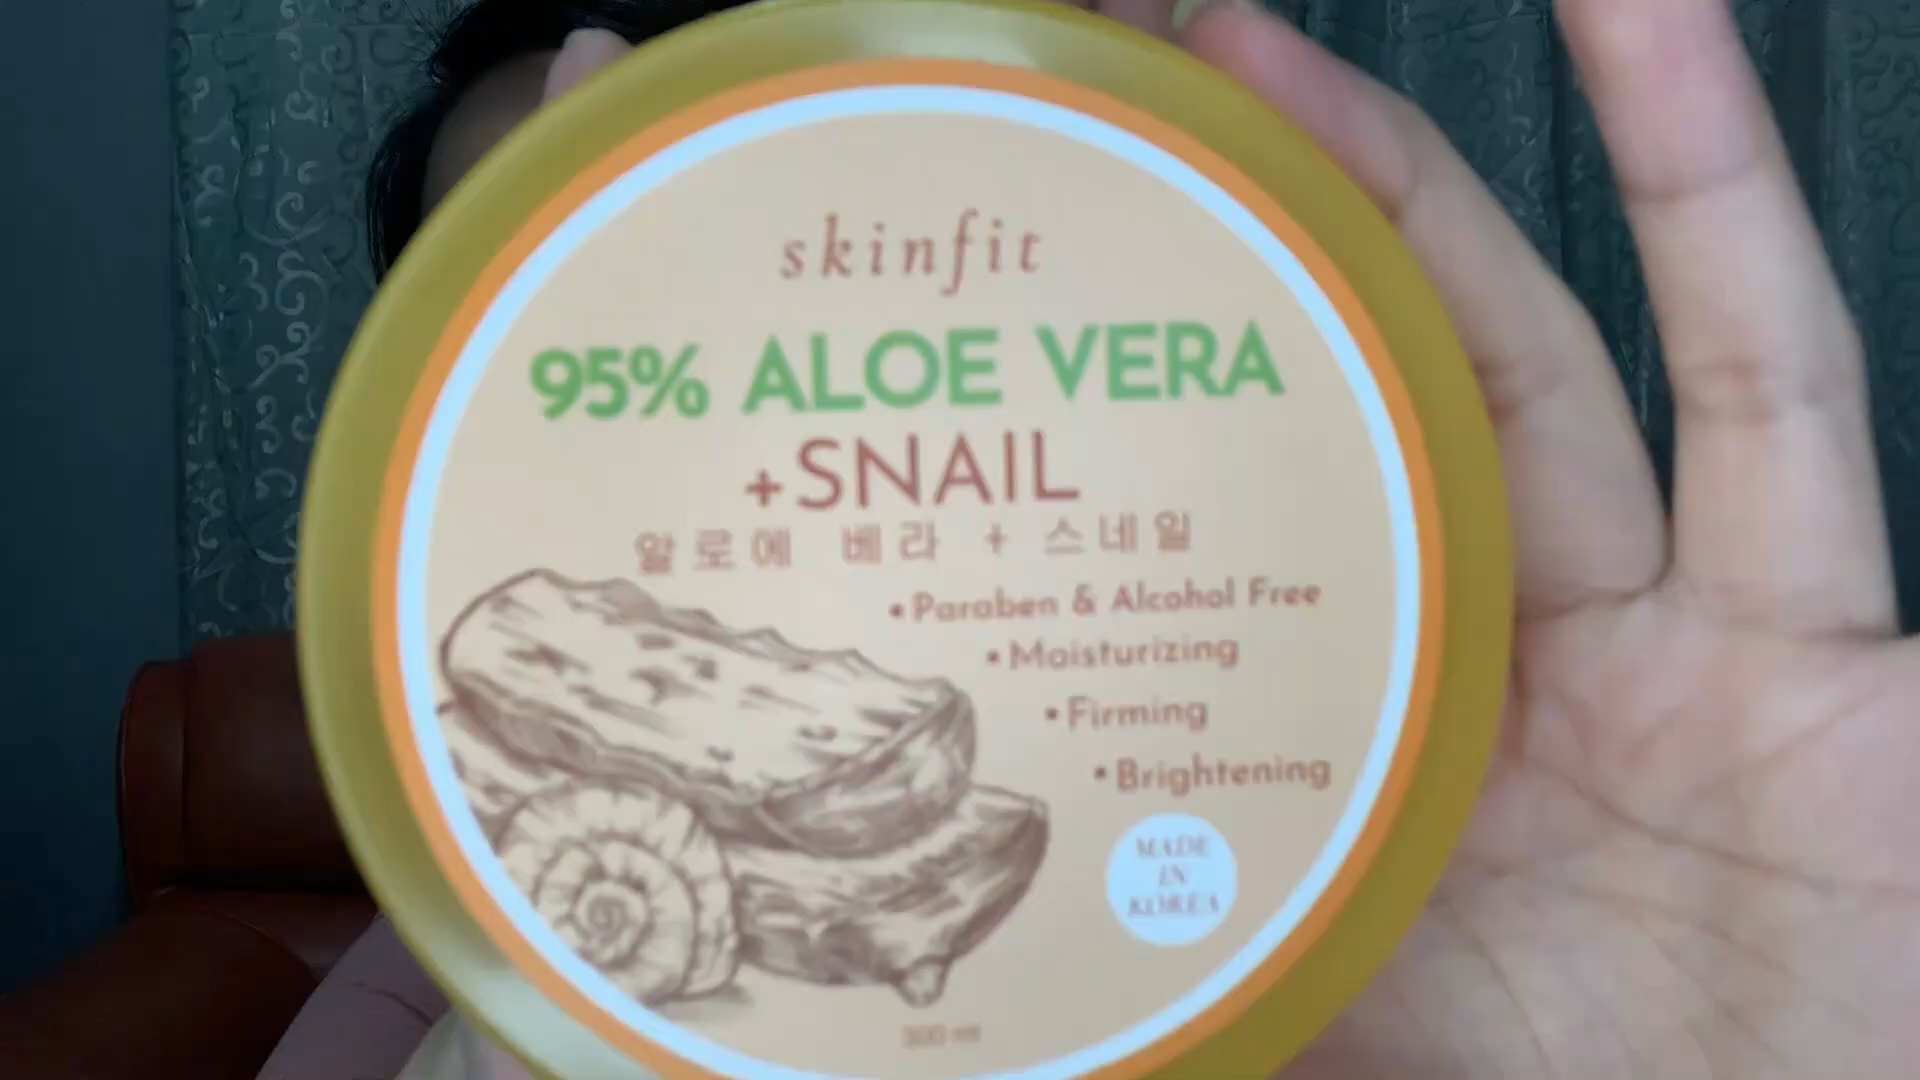 skinfit
95% ALOE VERA
+SNAIL
알로에 베라 + 스네일
• Paraben & Alcohol Free
• Moisturizing
• Firming
• Brightening
MADE
IN
KOREA
300 ml